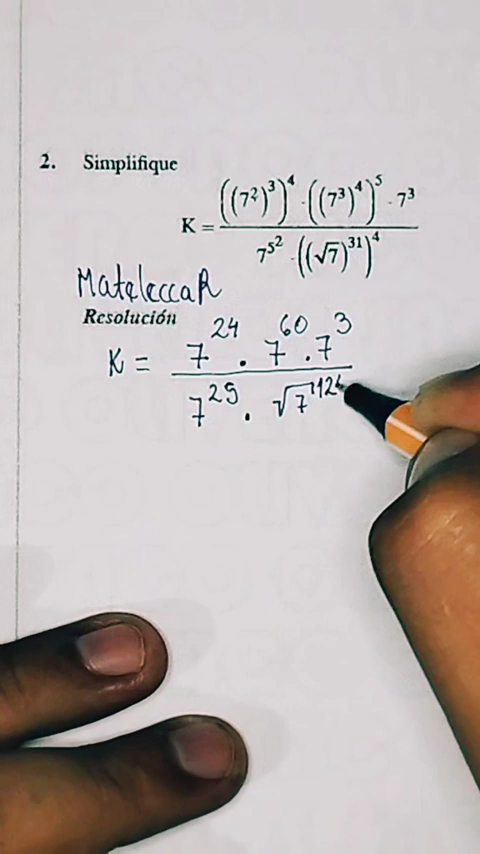 2. Simplifique
K = ((7²)³)⁴ · ((7³)⁴)⁵ · 7³ / 7^5² · ((√7)³¹)⁴
MateleccaR
Resolución
K = 7²⁴ · 7⁶⁰ · 7³ / 7²⁵ · √7¹²⁴